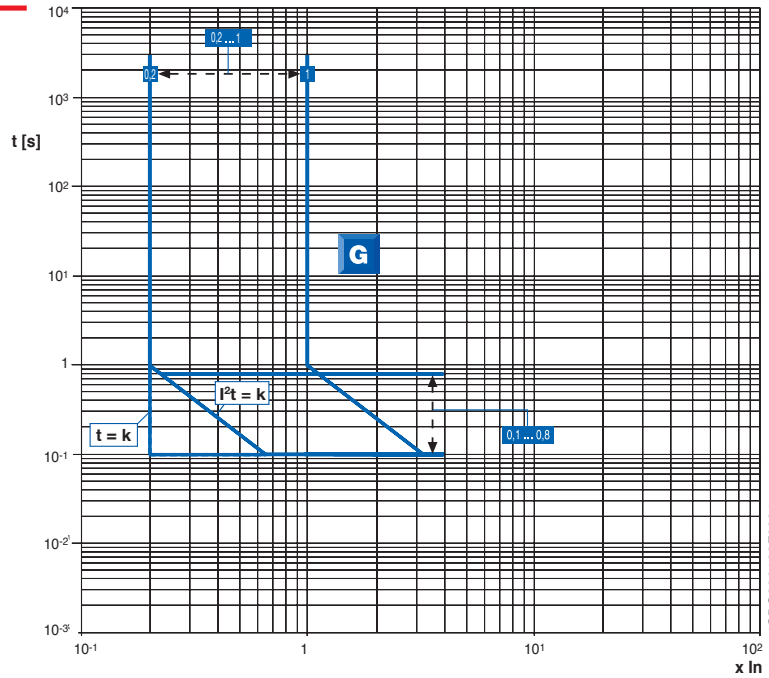 10⁴
0,2 ... 1
0,2
1
10³
t [s]
10²
G
10¹
1
I²t = k
t = k
0,1 ... 0,8
10⁻¹
10⁻²
10⁻³
10⁻¹
1
10¹
10²
x In